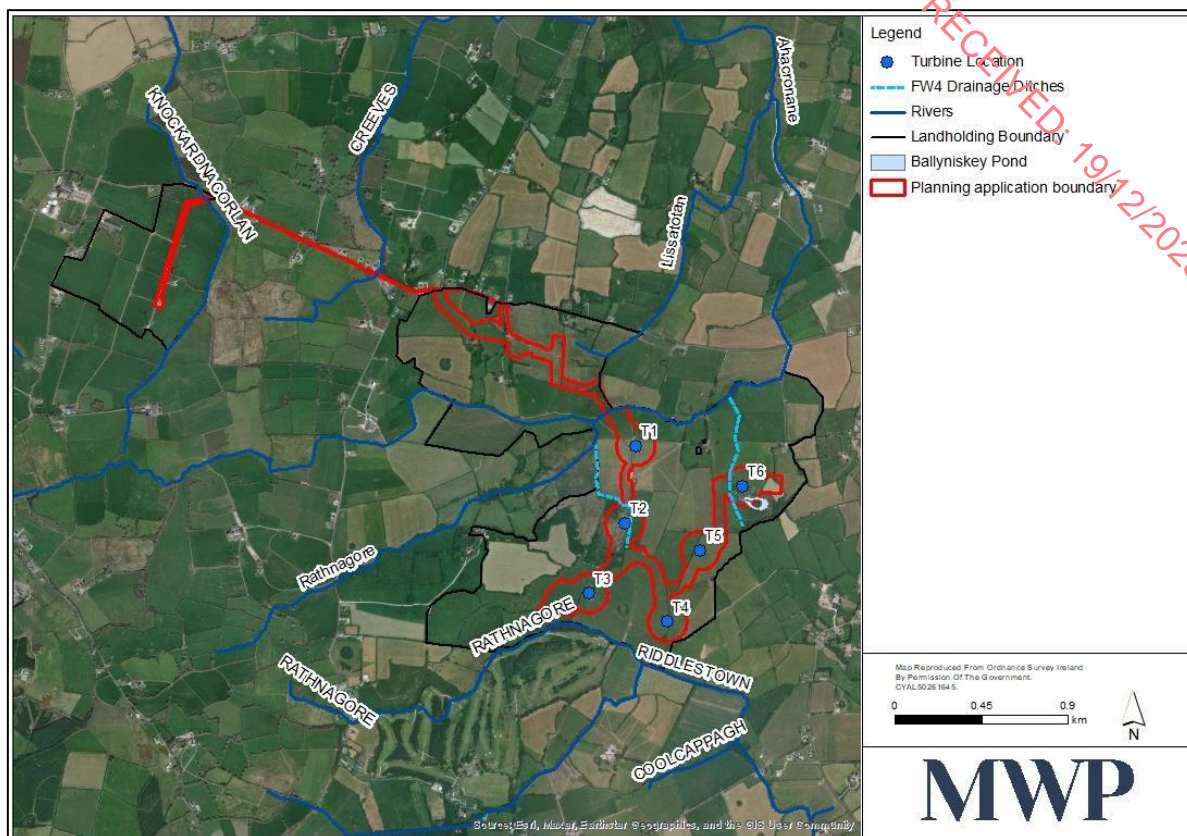 Legend
Turbine Location
FW4 Drainage Ditches
Rivers
Landholding Boundary
Ballyniskey Pond
Planning application boundary
RECEIVED: 19/12/202
KNOCKARDNACORLAN
CREEVES
Ahacronane
Lissatotan
T1
T6
T2
T5
T3
T4
Rathnagore
RATHNAGORE
RIDDLESTOWN
RATHNAGORE
COOLCAPPAGH
Source: Esri, Maxar, Earthstar Geographics, and the GIS User Community
Map Reproduced From Ordnance Survey Ireland
By Permission Of The Government.
CYAL50261645.
0 0.45 0.9
km
N
MWP